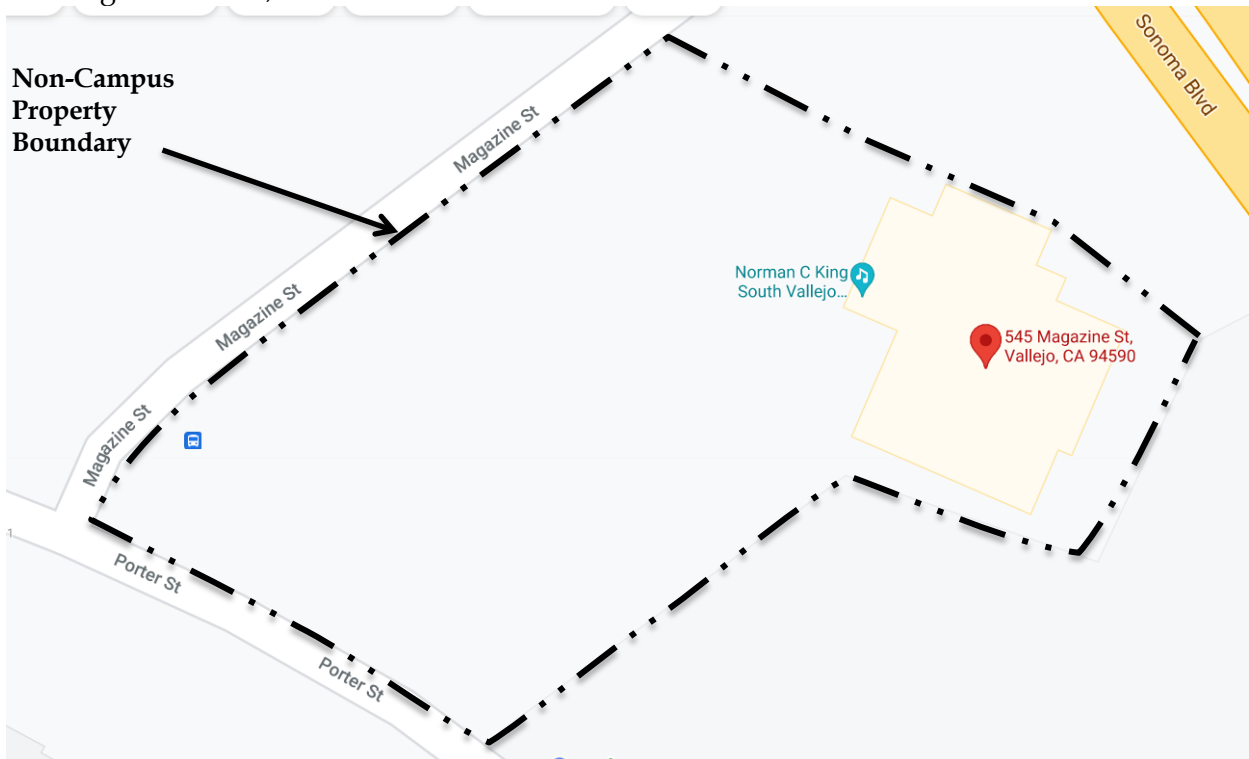 Sonoma Blvd
Non-Campus
Property
Boundary
Magazine St
Norman C King
South Vallejo...
Magazine St
545 Magazine St,
Vallejo, CA 94590
Magazine St
1
Porter St
Porter St